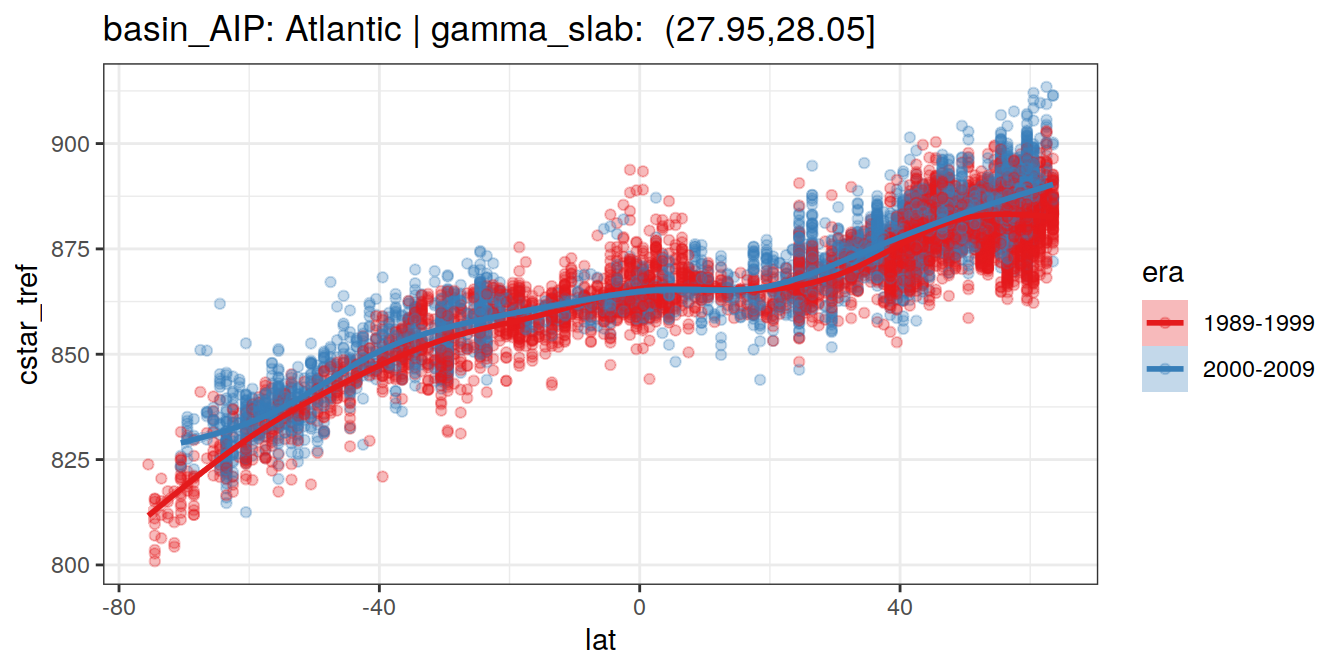 basin_AIP: Atlantic | gamma_slab:  (27.95,28.05]
cstar_tref
900
875
850
825
800
-80
-40
0
40
lat
era
1989-1999
2000-2009